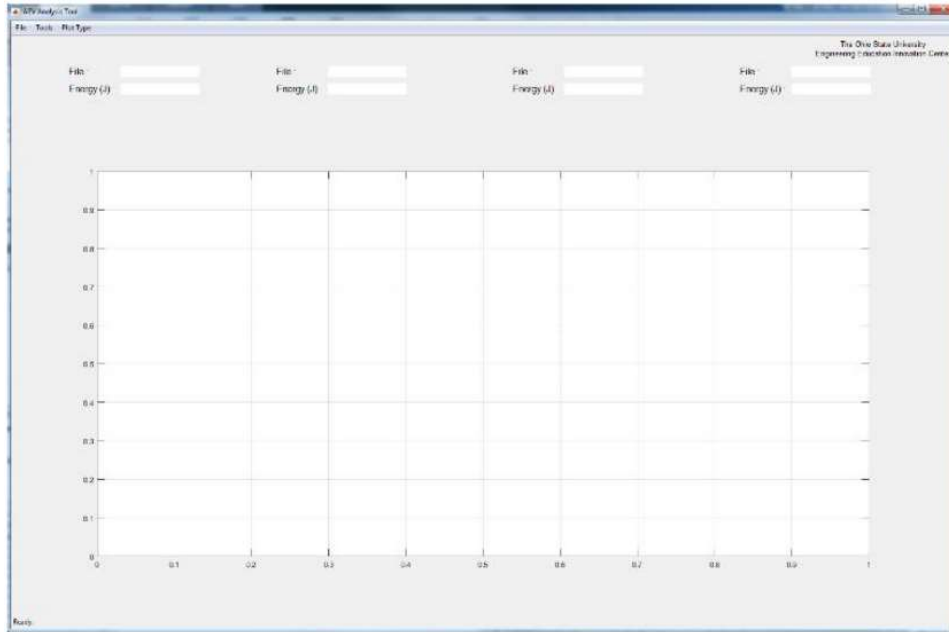 AEV Analysis Tool
File Tools Plot Type
The Ohio State University
Engineering Education Innovation Center
File : File : File : File :
Energy (J) Energy (J) Energy (J) Energy (J)
1
0.9
0.8
0.7
0.6
0.5
0.4
0.3
0.2
0.1
0
0 0.1 0.2 0.3 0.4 0.5 0.6 0.7 0.8 0.9 1
Ready.